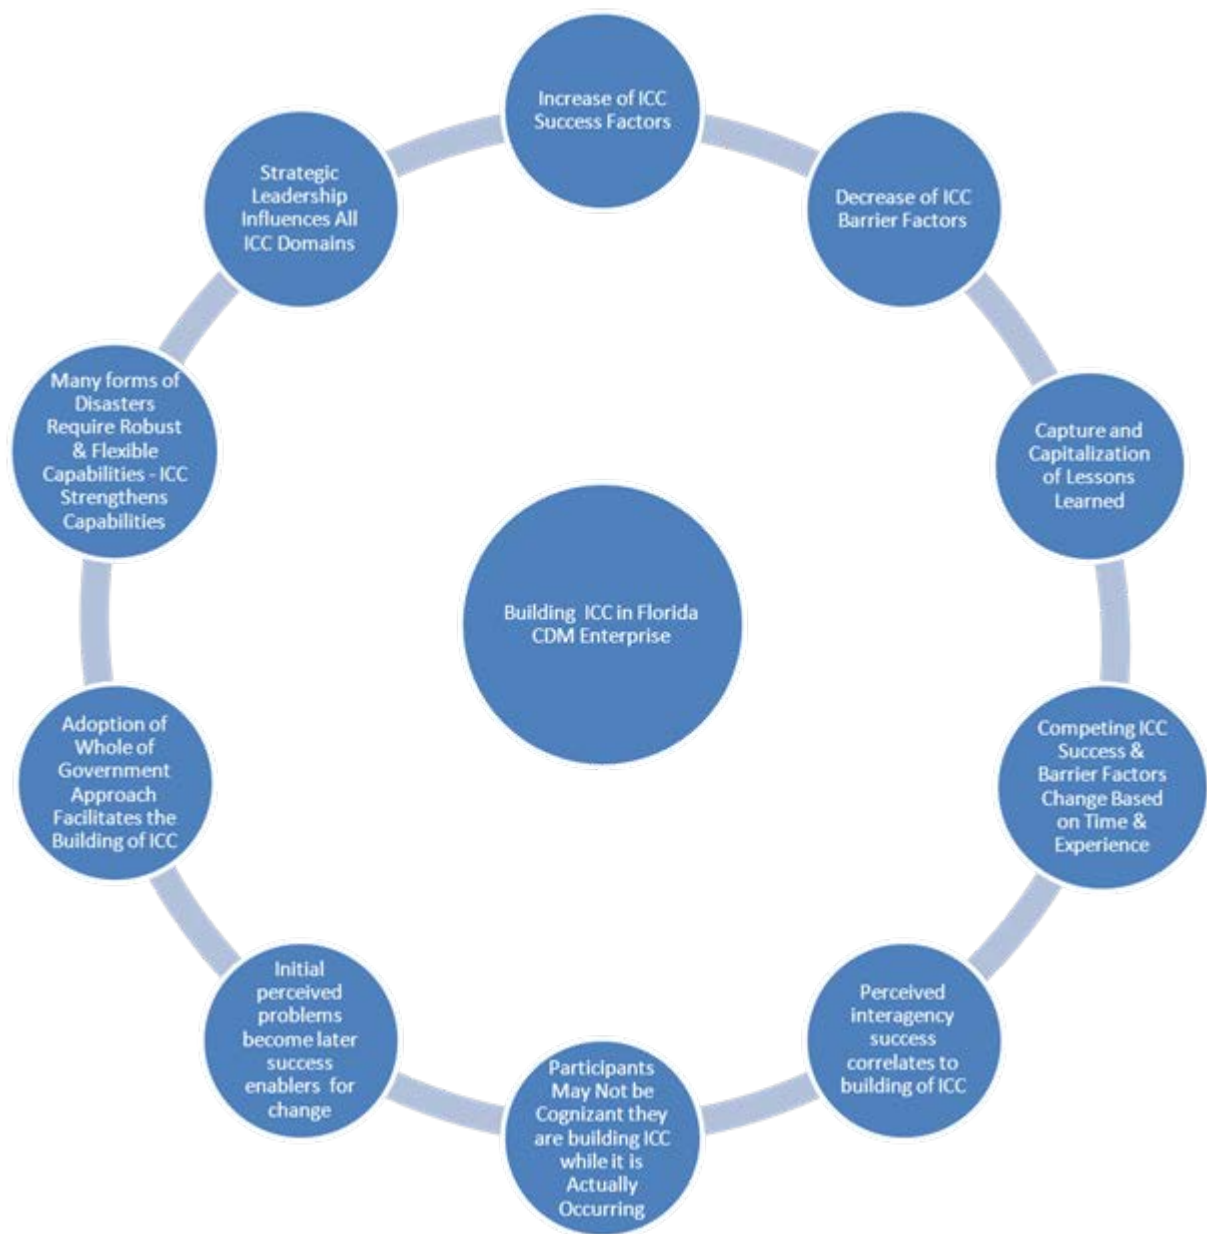 Increase of ICC
Success Factors
Decrease of ICC
Barrier Factors
Capture and
Capitalization
of Lessons
Learned
Competing ICC
Success &
Barrier Factors
Change Based
on Time &
Experience
Perceived
interagency
success
correlates to
building of ICC
Participants
May Not be
Cognizant they
are building ICC
while it is
Actually
Occurring
Initial
perceived
problems
become later
success
enablers for
change
Adoption of
Whole of
Government
Approach
Facilitates the
Building of ICC
Many forms of
Disasters
Require Robust
& Flexible
Capabilities - ICC
Strengthens
Capabilities
Strategic
Leadership
Influences All
ICC Domains
Building ICC in Florida
CDM Enterprise